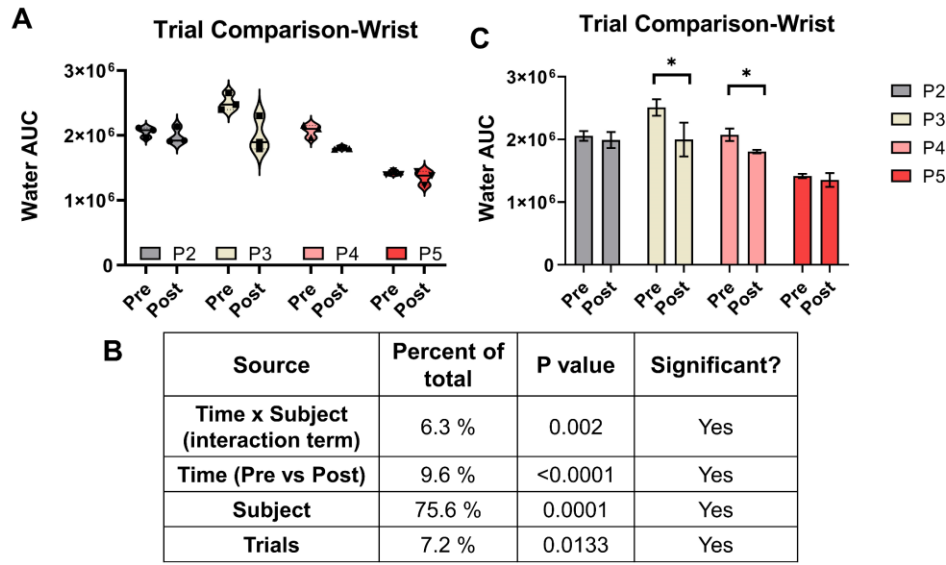 A
Trial Comparison-Wrist
Water AUC
3×10⁶
2×10⁶
1×10⁶
0
P2 P3 P4 P5
Pre Post Pre Post Pre Post Pre Post
C
Trial Comparison-Wrist
Water AUC
3×10⁶
2×10⁶
1×10⁶
0
* *
Pre Post Pre Post Pre Post Pre Post
P2
P3
P4
P5
B
Source Percent of total P value Significant?
Time x Subject (interaction term) 6.3 % 0.002 Yes
Time (Pre vs Post) 9.6 % <0.0001 Yes
Subject 75.6 % 0.0001 Yes
Trials 7.2 % 0.0133 Yes